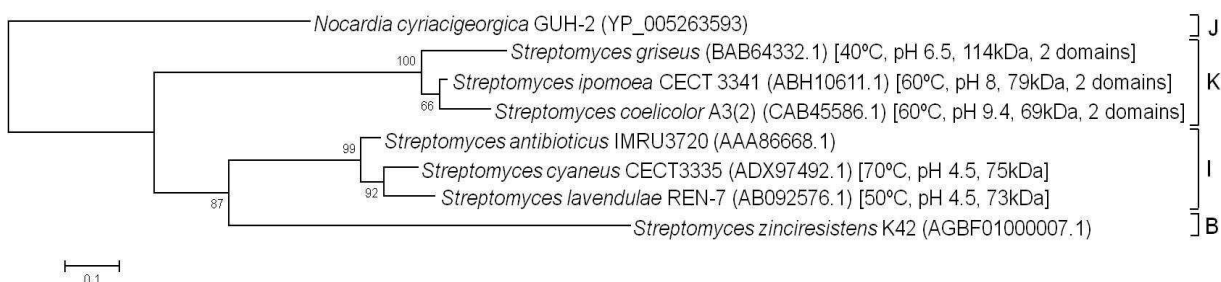 Nocardia cyriacigeorgica GUH-2 (YP_005263593)
J
Streptomyces griseus (BAB64332.1) [40ºC, pH 6.5, 114kDa, 2 domains]
100
Streptomyces ipomoea CECT 3341 (ABH10611.1) [60ºC, pH 8, 79kDa, 2 domains]
K
66
Streptomyces coelicolor A3(2) (CAB45586.1) [60ºC, pH 9.4, 69kDa, 2 domains]
Streptomyces antibioticus IMRU3720 (AAA86668.1)
99
Streptomyces cyaneus CECT3335 (ADX97492.1) [70ºC, pH 4.5, 75kDa]
I
92
Streptomyces lavendulae REN-7 (AB092576.1) [50ºC, pH 4.5, 73kDa]
87
Streptomyces zinciresistens K42 (AGBF01000007.1)
B
0.1